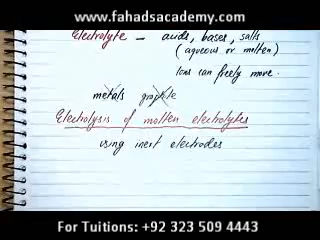 www.fahadsacademy.com
Electrolyte - acids, bases, salts
(aqueous or molten)
Ions can freely move.
metals graphite
Electrolysis of molten electrolytes
using inert electrodes
For Tuitions: +92 323 509 4443